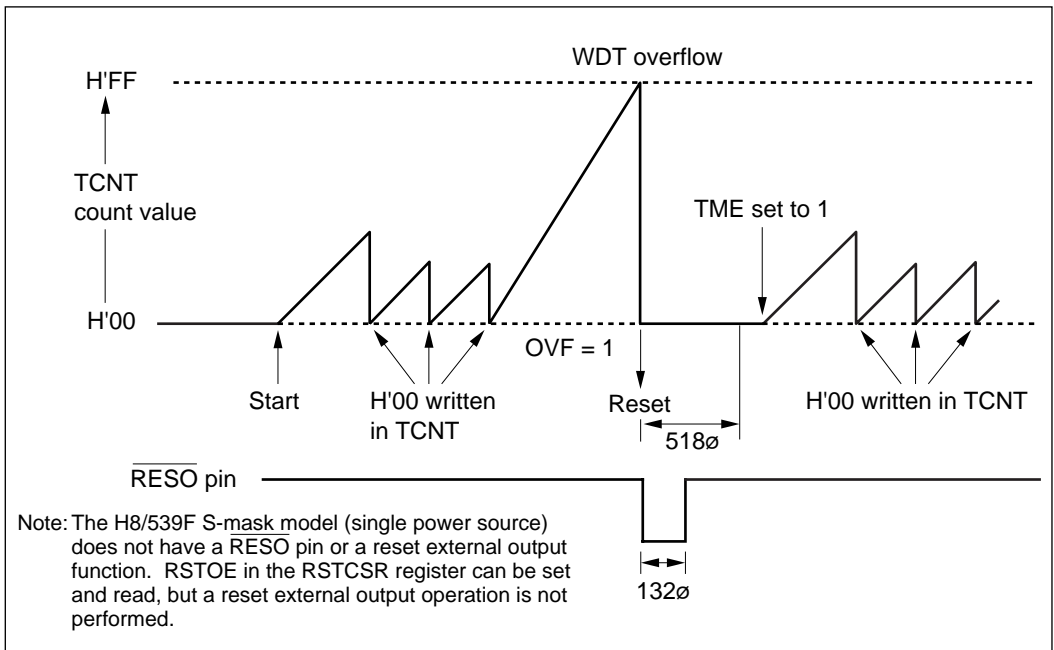 WDT overflow
H'FF
TCNT
count value
TME set to 1
H'00
OVF = 1
Start
H'00 written
in TCNT
Reset
H'00 written in TCNT
518ø
RESO pin
Note: The H8/539F S-mask model (single power source)
does not have a RESO pin or a reset external output
function. RSTOE in the RSTCSR register can be set
and read, but a reset external output operation is not
performed.
132ø